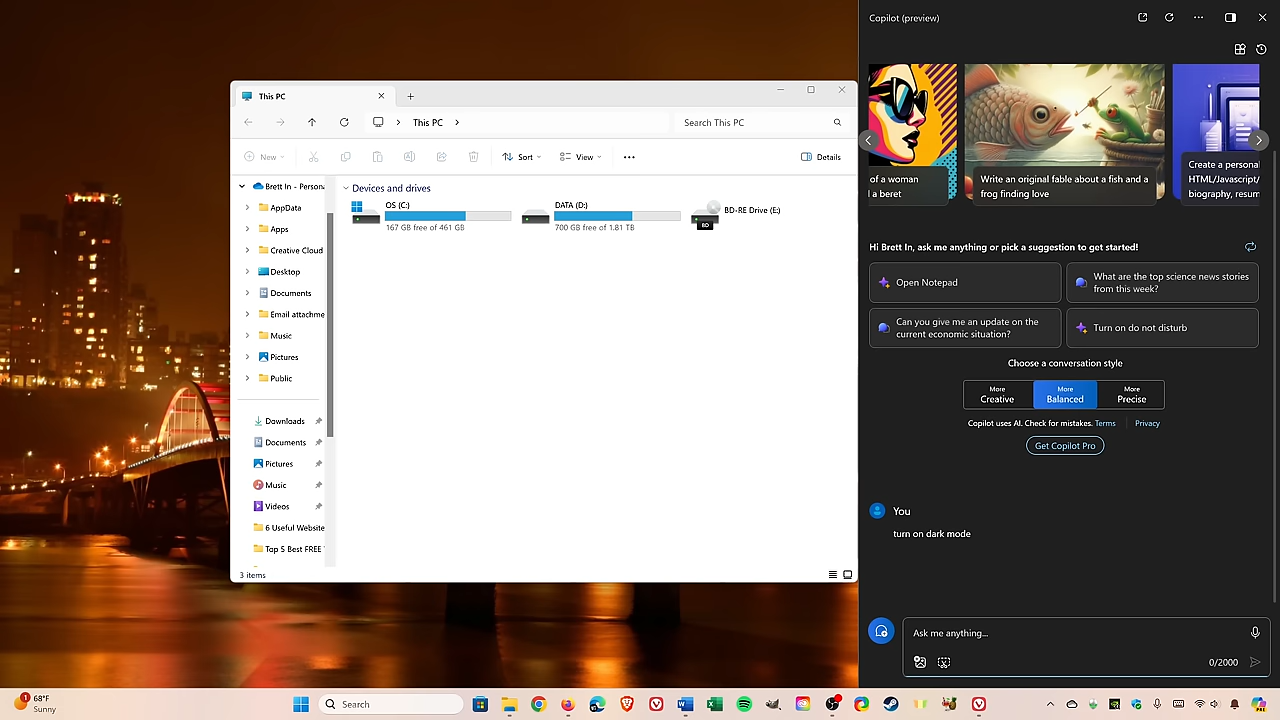 This PC
This PC
Search This PC
New
Sort
View
Details
Brett In - Persona
AppData
Apps
Creative Cloud
Desktop
Documents
Email attachme
Music
Pictures
Public
Downloads
Documents
Pictures
Music
Videos
6 Useful Website
Top 5 Best FREE
3 items
Devices and drives
OS (C:)
167 GB free of 461 GB
DATA (D:)
700 GB free of 1.81 TB
BD
BD-RE Drive (E:)
Copilot (preview)
of a woman
l a beret
Write an original fable about a fish and a
frog finding love
Create a personal
HTML/Javascript/
biography, resum
Hi Brett In, ask me anything or pick a suggestion to get started!
Open Notepad
What are the top science news stories
from this week?
Can you give me an update on the
current economic situation?
Turn on do not disturb
Choose a conversation style
More
Creative
More
Balanced
More
Precise
Copilot uses AI. Check for mistakes. Terms Privacy
Get Copilot Pro
You
turn on dark mode
Ask me anything...
0/2000
1
68°F
Sunny
Search
PRE